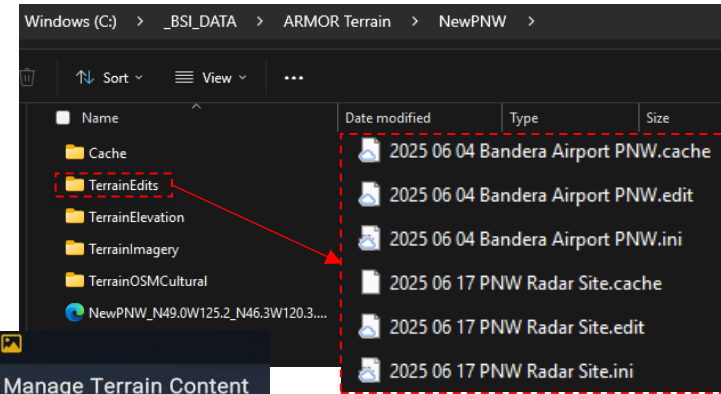 Windows (C:) > _BSI_DATA > ARMOR Terrain > NewPNW >
Sort View ...
Name Date modified Type Size
Cache
TerrainEdits
TerrainElevation
TerrainImagery
TerrainOSMCultural
NewPNW_N49.0W125.2_N46.3W120.3....
2025 06 04 Bandera Airport PNW.cache
2025 06 04 Bandera Airport PNW.edit
2025 06 04 Bandera Airport PNW.ini
2025 06 17 PNW Radar Site.cache
2025 06 17 PNW Radar Site.edit
2025 06 17 PNW Radar Site.ini
Manage Terrain Content